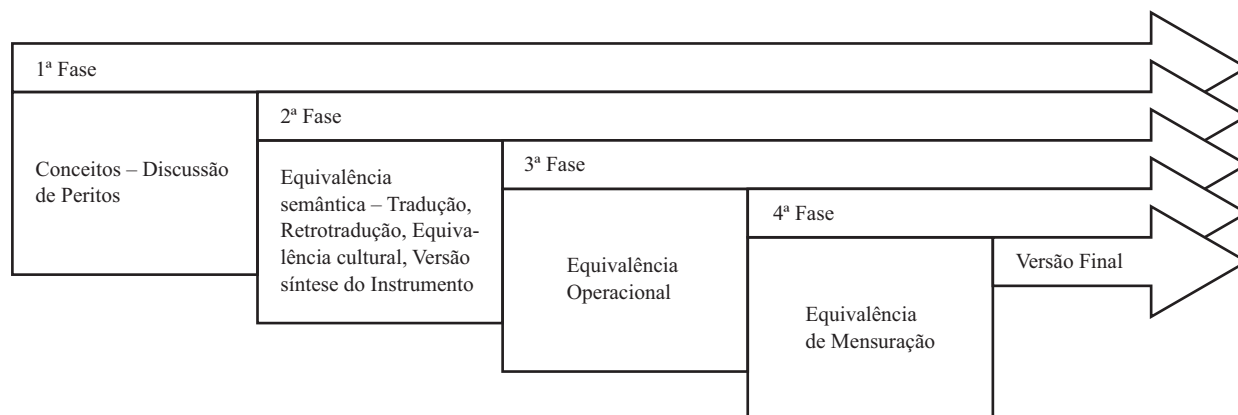 1ª Fase
Conceitos – Discussão
de Peritos
2ª Fase
Equivalência
semântica – Tradução,
Retrotradução, Equiva-
lência cultural, Versão
síntese do Instrumento
3ª Fase
Equivalência
Operacional
4ª Fase
Equivalência
de Mensuração
Versão Final